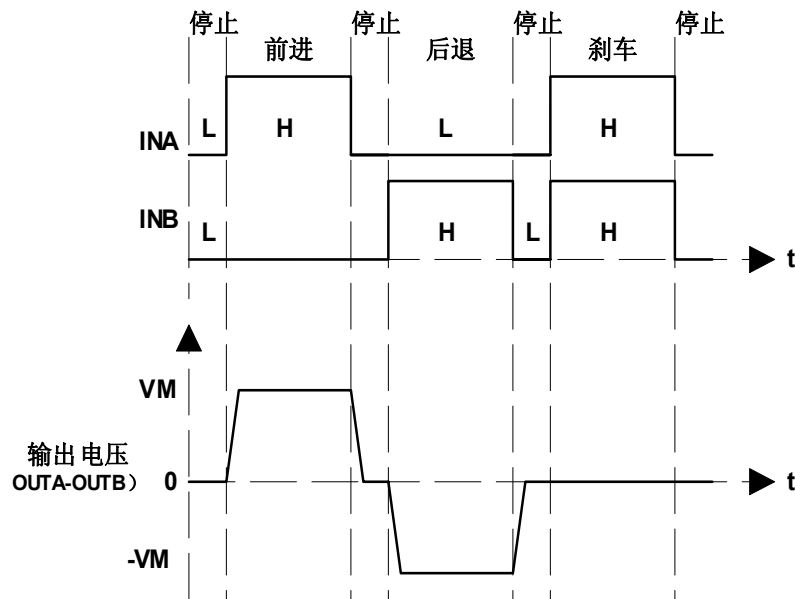 停止 停止 停止 停止
前进 后退 刹车
L H L H
INA
INB
L H L H
t
VM
输出电压
OUTA-OUTB） 0 t
-VM